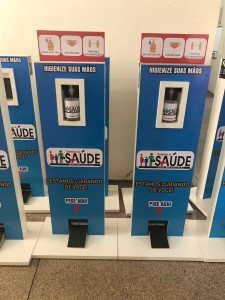 HIGIENIZE SUAS MÃOS
SAÚDE
ESTAMOS CUIDANDO
DE VOCÊ!
PISE AQUI
HIGIENIZE SUAS MÃOS
SAÚDE
ESTAMOS CUIDANDO
DE VOCÊ!
PISE AQUI